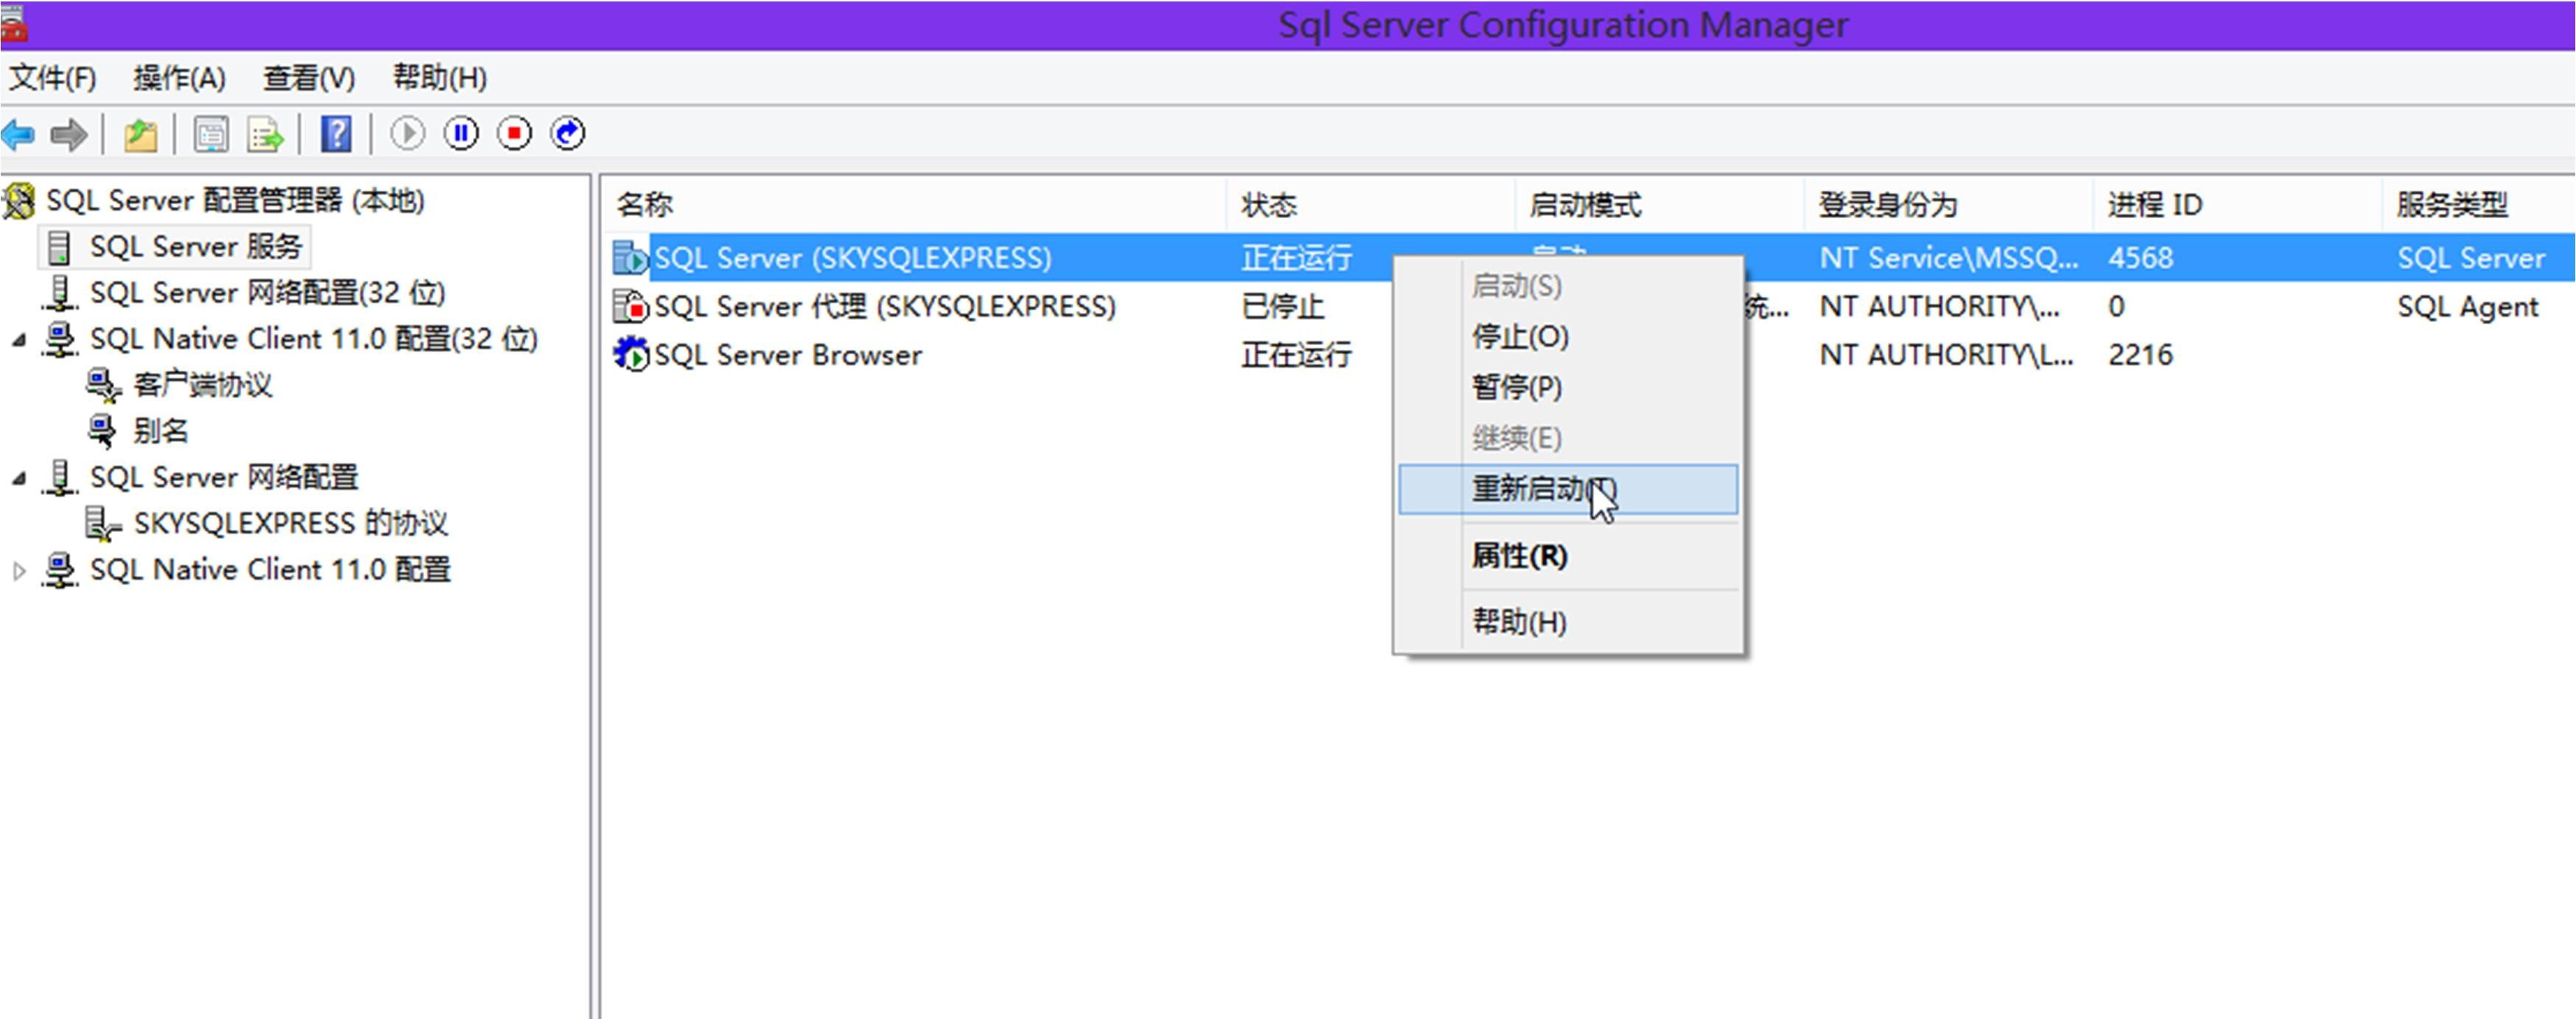 Sql Server Configuration Manager
文件(F) 操作(A) 查看(V) 帮助(H)
SQL Server 配置管理器 (本地)
SQL Server 服务
SQL Server 网络配置(32 位)
SQL Native Client 11.0 配置(32 位)
客户端协议
别名
SQL Server 网络配置
SKYSQLEXPRESS 的协议
SQL Native Client 11.0 配置
名称 状态 启动模式 登录身份为 进程 ID 服务类型
SQL Server (SKYSQLEXPRESS) 正在运行 NT Service\MSSQ... 4568 SQL Server
SQL Server 代理 (SKYSQLEXPRESS) 已停止 统... NT AUTHORITY\... 0 SQL Agent
SQL Server Browser 正在运行 NT AUTHORITY\L... 2216
启动(S)
停止(O)
暂停(P)
继续(E)
重新启动(T)
属性(R)
帮助(H)